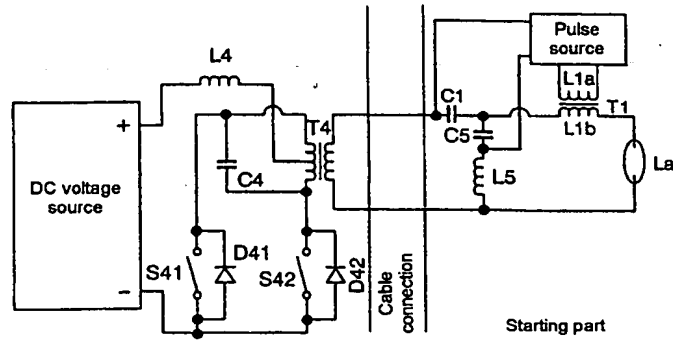 Pulse
source
L4
L1a
C1
T1
+
T4
C5
L1b
DC voltage
source
C4
L5
La
D41
S41
S42
D42
−
Cable
connection
Starting part